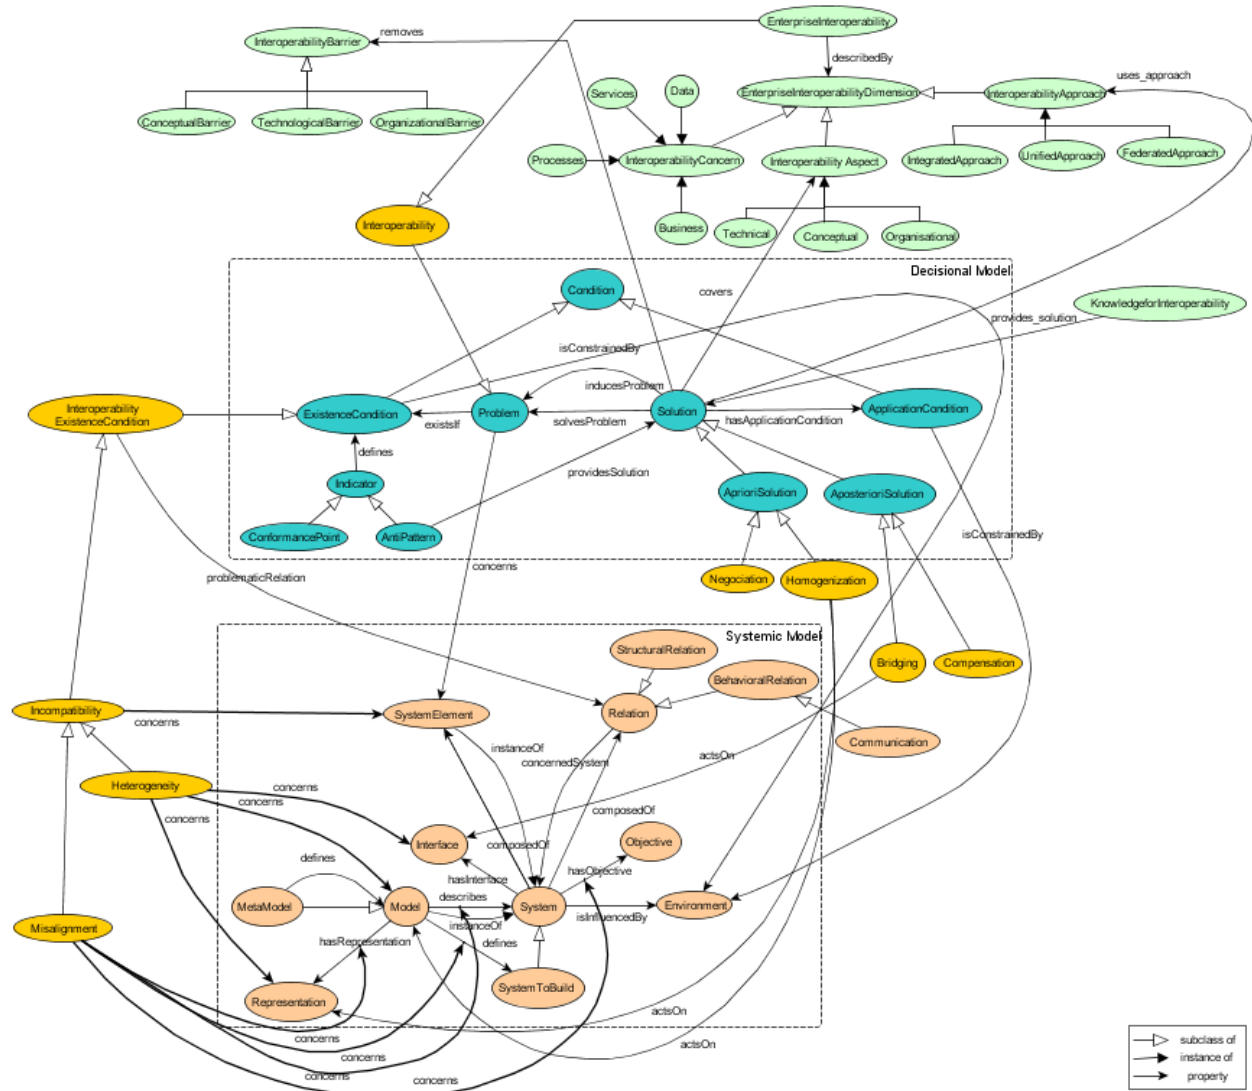 EnterpriseInteroperability
removes
InteroperabilityBarrier
describedBy
uses_approach
Services
Data
EnterpriseInteroperabilityDimension
InteroperabilityApproach
ConceptualBarrier
TechnologicalBarrier
OrganizationalBarrier
Processes
InteroperabilityConcern
Interoperability Aspect
IntegratedApproach
UnifiedApproach
FederatedApproach
Interoperability
Business
Technical
Conceptual
Organisational
Decisional Model
Condition
covers
KnowledgeforInteroperability
provides_solution
isConstrainedBy
inducesProblem
Interoperability
ExistenceCondition
ExistenceCondition
Problem
Solution
ApplicationCondition
existsIf
solvesProblem
hasApplicationCondition
defines
providesSolution
Indicator
AprioriSolution
AposterioriSolution
ConformancePoint
AntiPattern
isConstrainedBy
concerns
problematicRelation
Negociation
Homogenization
Systemic Model
StructuralRelation
Bridging
Compensation
BehavioralRelation
Incompatibility
concerns
SystemElement
Relation
Communication
instanceOf
concernedSystem
actsOn
Heterogeneity
concerns
concerns
concerns
composedOf
Interface
composedOf
Objective
defines
hasInterface
hasObjective
describes
MetaModel
Model
System
Environment
instanceOf
isInfluencedBy
Misalignment
hasRepresentation
defines
Representation
SystemToBuild
actsOn
concerns
concerns
actsOn
concerns
concerns
subclass of
instance of
property